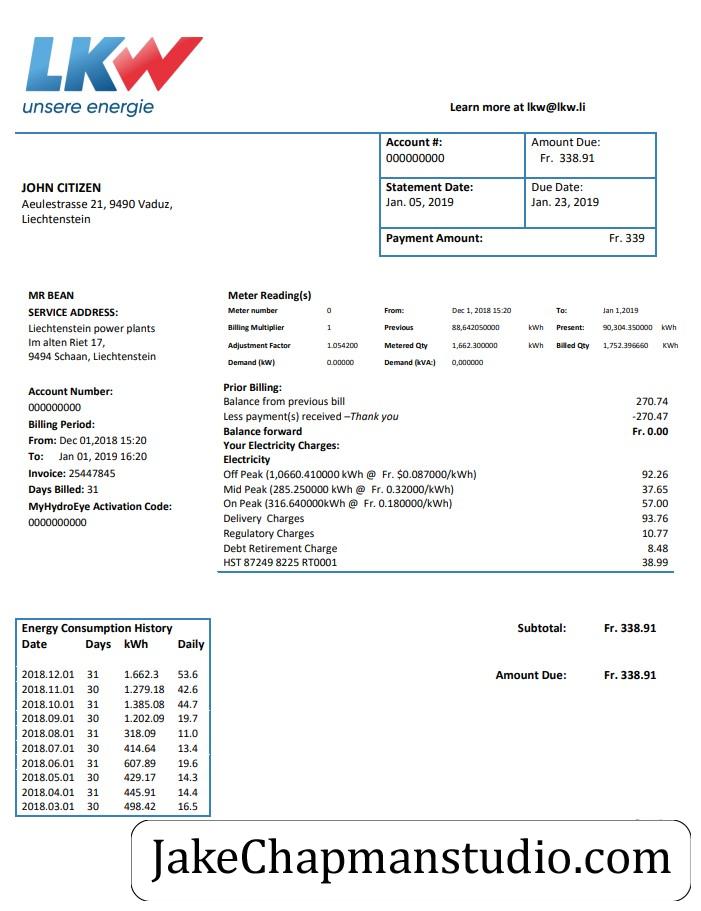 LKW
unsere energie
Learn more at lkw@lkw.li
Account #:
000000000
Amount Due:
Fr. 338.91
Statement Date:
Jan. 05, 2019
Due Date:
Jan. 23, 2019
Payment Amount: Fr. 339
JOHN CITIZEN
Aeulestrasse 21, 9490 Vaduz,
Liechtenstein
MR BEAN
SERVICE ADDRESS:
Liechtenstein power plants
Im alten Riet 17,
9494 Schaan, Liechtenstein
Account Number:
000000000
Billing Period:
From: Dec 01,2018 15:20
To: Jan 01, 2019 16:20
Invoice: 25447845
Days Billed: 31
MyHydroEye Activation Code:
0000000000
Meter Reading(s)
Meter number 0 From: Dec 1, 2018 15:20 To: Jan 1,2019
Billing Multiplier 1 Previous 88,642050000 kWh Present: 90,304.350000 kWh
Adjustment Factor 1.054200 Metered Qty 1,662.300000 kWh Billed Qty 1,752.396660 KWh
Demand (kW) 0.00000 Demand (kVA:) 0,000000
Prior Billing:
Balance from previous bill 270.74
Less payment(s) received –Thank you -270.47
Balance forward Fr. 0.00
Your Electricity Charges:
Electricity
Off Peak (1,0660.410000 kWh @ Fr. $0.087000/kWh) 92.26
Mid Peak (285.250000 kWh @ Fr. 0.32000/kWh) 37.65
On Peak (316.640000kWh @ Fr. 0.180000/kWh) 57.00
Delivery Charges 93.76
Regulatory Charges 10.77
Debt Retirement Charge 8.48
HST 87249 8225 RT0001 38.99
Subtotal: Fr. 338.91
Amount Due: Fr. 338.91
Energy Consumption History
Date Days kWh Daily
2018.12.01 31 1.662.3 53.6
2018.11.01 30 1.279.18 42.6
2018.10.01 31 1.385.08 44.7
2018.09.01 30 1.202.09 19.7
2018.08.01 31 318.09 11.0
2018.07.01 30 414.64 13.4
2018.06.01 31 607.89 19.6
2018.05.01 30 429.17 14.3
2018.04.01 31 445.91 14.4
2018.03.01 30 498.42 16.5
JakeChapmanstudio.com